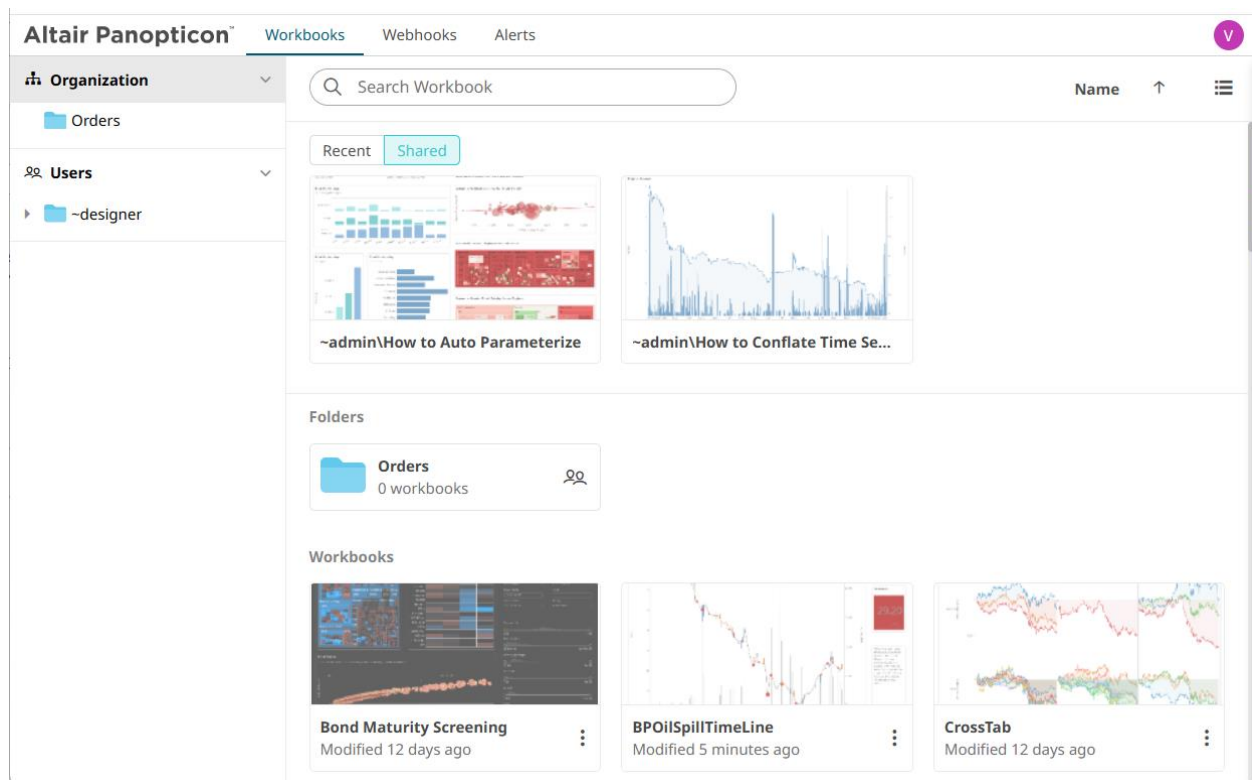 Altair Panopticon™ Workbooks Webhooks Alerts V
Organization
Orders
Users
~designer
Search Workbook
Name
Recent Shared
~admin\How to Auto Parameterize
~admin\How to Conflate Time Se...
Folders
Orders
0 workbooks
Workbooks
29.20
Bond Maturity Screening
Modified 12 days ago
BPOilSpillTimeLine
Modified 5 minutes ago
CrossTab
Modified 12 days ago